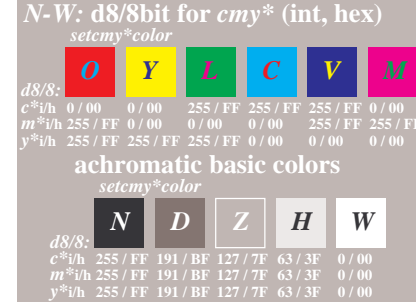 N-W: d8/8bit for cmy* (int, hex)
setcmy*color
O Y L C V M
d8/8:
c*i/h 0 / 00 0 / 00 255 / FF 255 / FF 255 / FF 0 / 00
m*i/h 255 / FF 0 / 00 0 / 00 0 / 00 255 / FF 255 / FF
y*i/h 255 / FF 255 / FF 255 / FF 0 / 00 0 / 00 0 / 00
achromatic basic colors
setcmy*color
N D Z H W
d8/8:
c*i/h 255 / FF 191 / BF 127 / 7F 63 / 3F 0 / 00
m*i/h 255 / FF 191 / BF 127 / 7F 63 / 3F 0 / 00
y*i/h 255 / FF 191 / BF 127 / 7F 63 / 3F 0 / 00